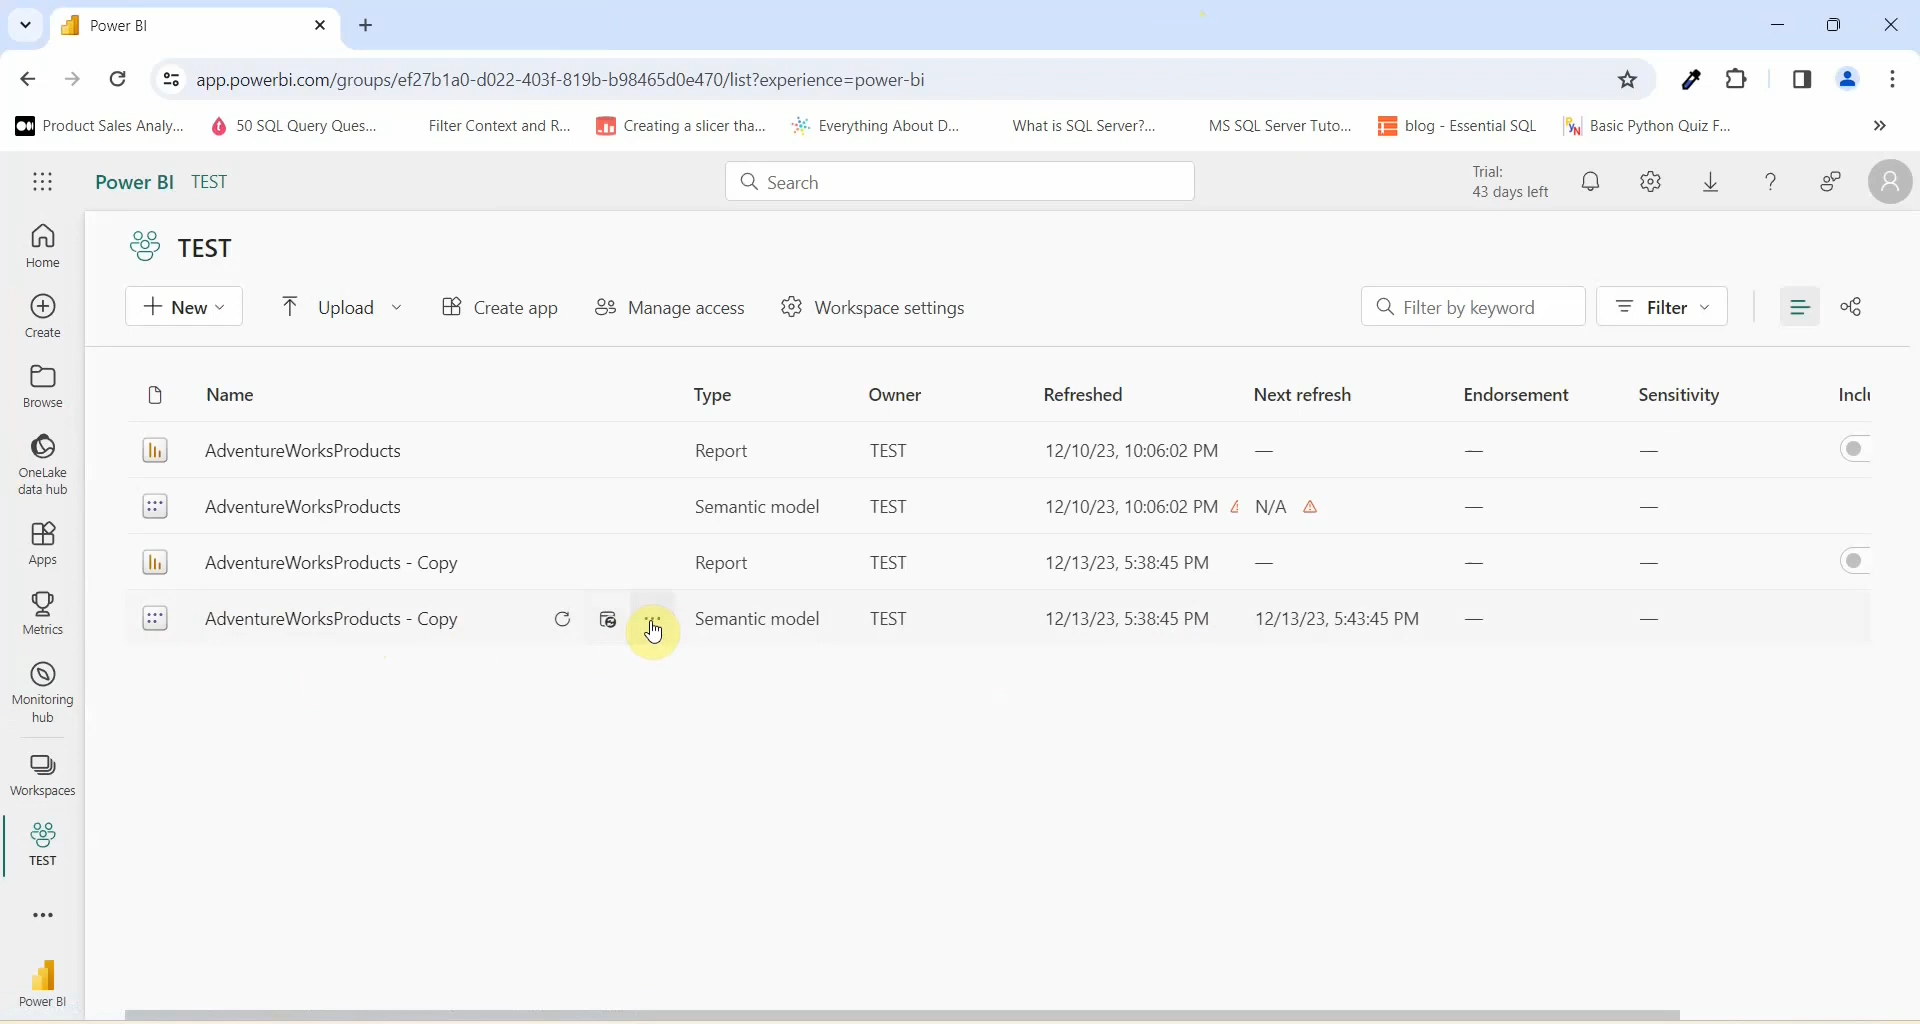 Power BI
app.powerbi.com/groups/ef27b1a0-d022-403f-819b-b98465d0e470/list?experience=power-bi
Product Sales Analy... 50 SQL Query Ques... Filter Context and R... Creating a slicer tha... Everything About D... What is SQL Server?... MS SQL Server Tuto... blog - Essential SQL Basic Python Quiz F...
Power BI TEST Search Trial: 43 days left
Home
Create
Browse
OneLake data hub
Apps
Metrics
Monitoring hub
Workspaces
TEST
Power BI
TEST
New Upload Create app Manage access Workspace settings Filter by keyword Filter
Name Type Owner Refreshed Next refresh Endorsement Sensitivity Inclu
AdventureWorksProducts Report TEST 12/10/23, 10:06:02 PM — — —
AdventureWorksProducts Semantic model TEST 12/10/23, 10:06:02 PM N/A — —
AdventureWorksProducts - Copy Report TEST 12/13/23, 5:38:45 PM — — —
AdventureWorksProducts - Copy Semantic model TEST 12/13/23, 5:38:45 PM 12/13/23, 5:43:45 PM — —